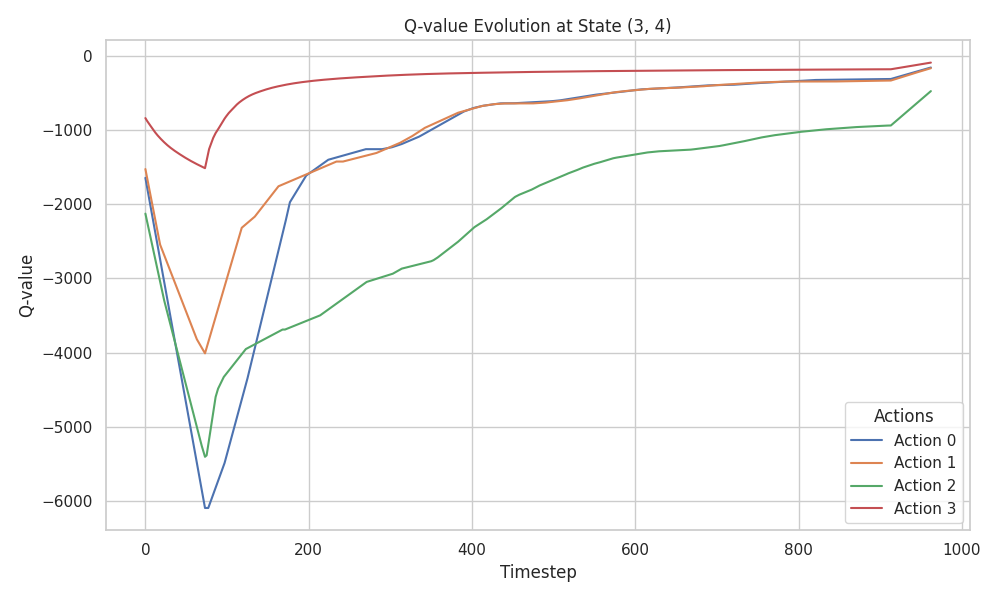 Q-value Evolution at State (3, 4)
Q-value
0
−1000
−2000
−3000
−4000
−5000
−6000
0
200
400
600
800
1000
Timestep
Actions
Action 0
Action 1
Action 2
Action 3